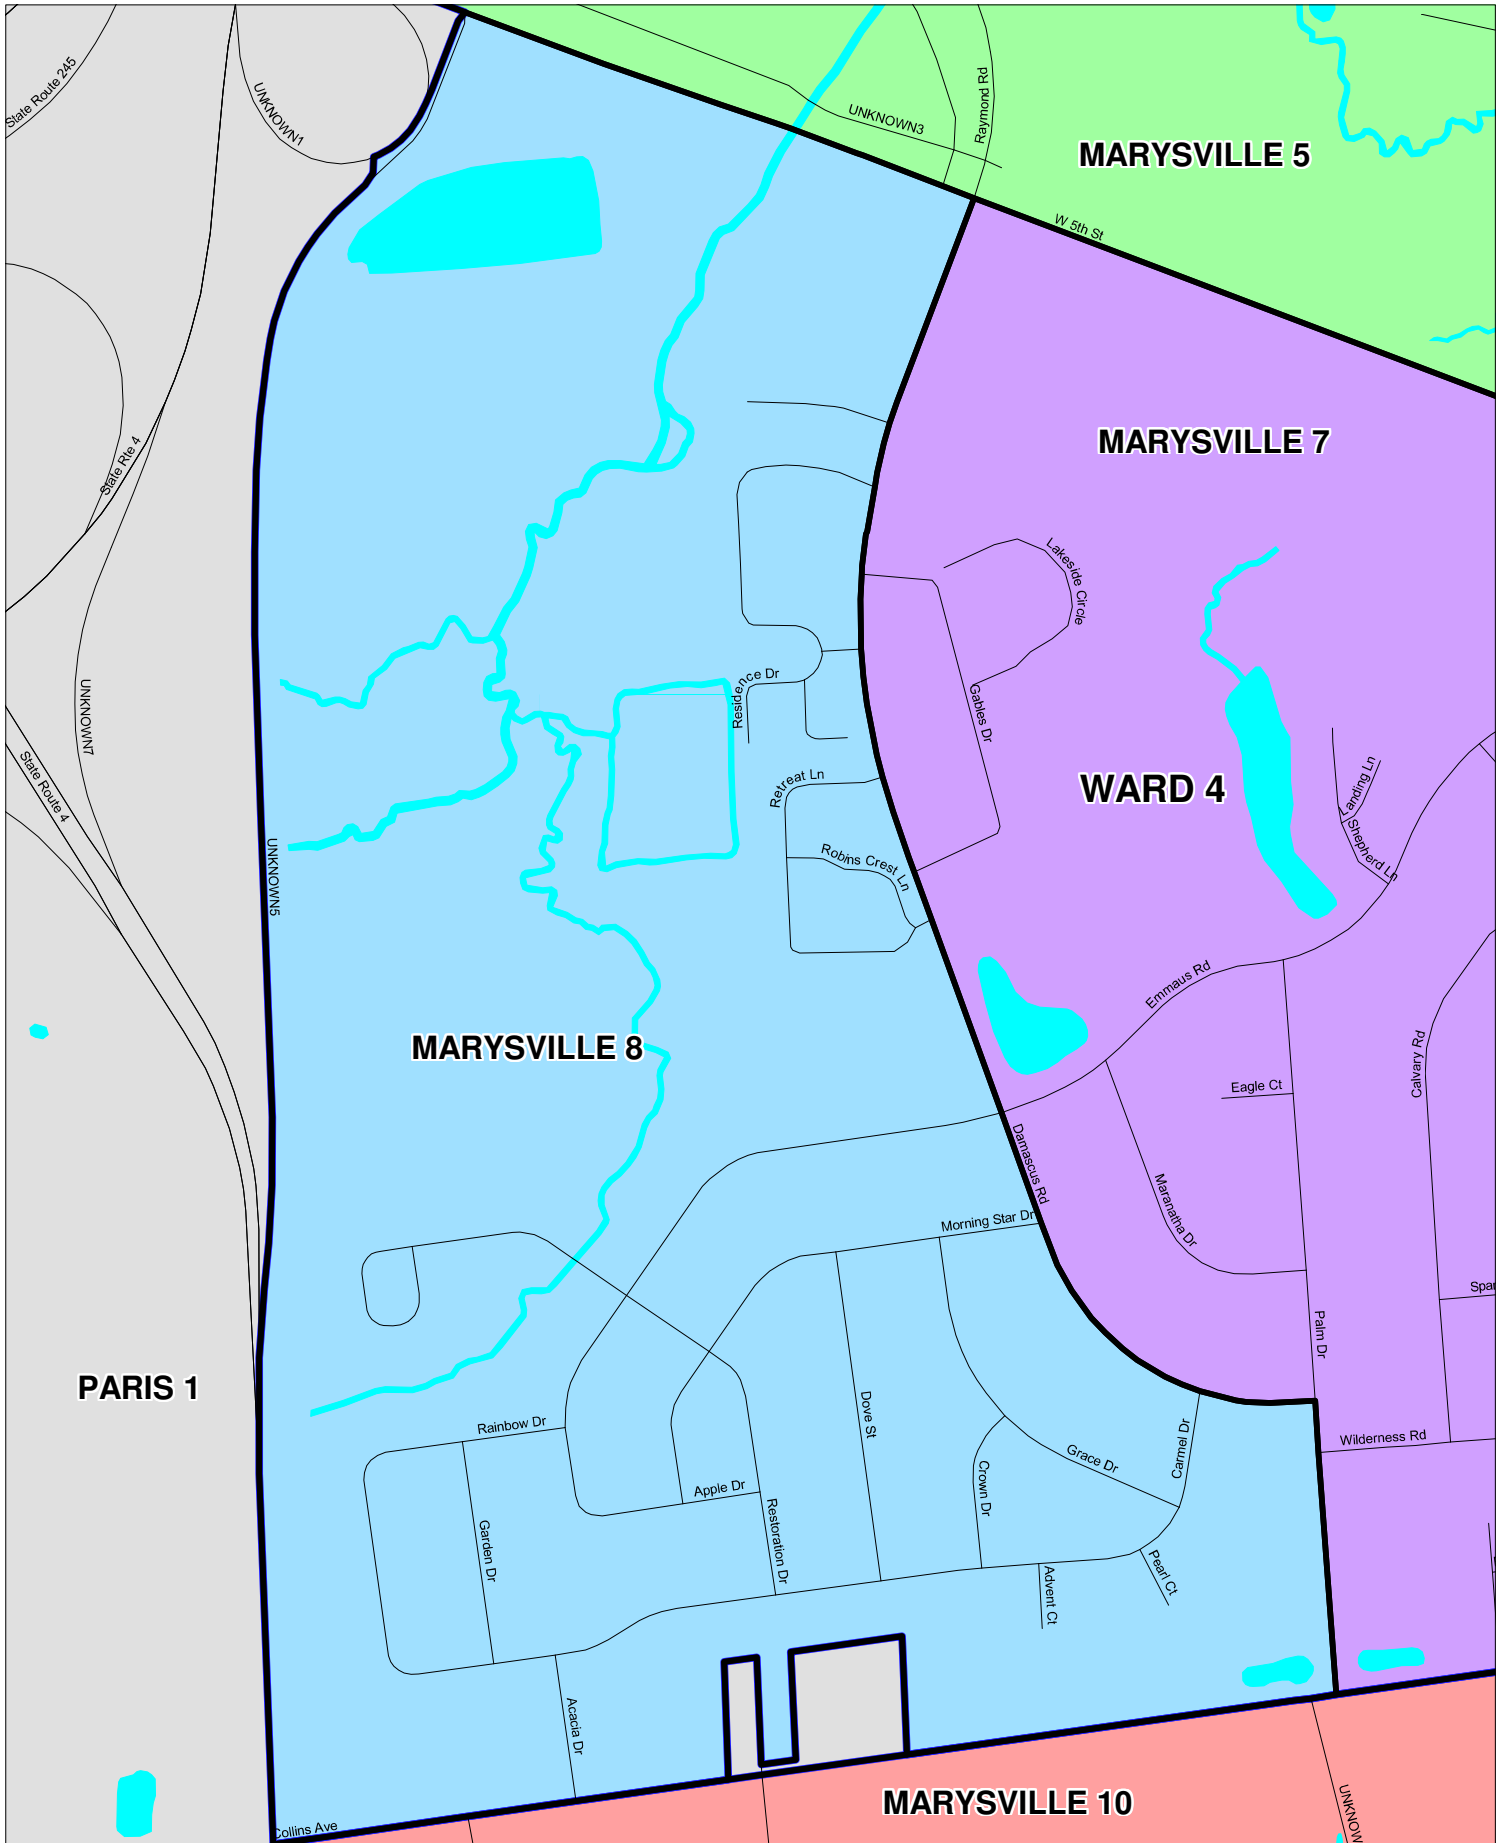 State Route 245
UNKNOWN1
UNKNOWN3
Raymond Rd
MARYSVILLE 5
W 5th St
MARYSVILLE 7
State Rte 4
Lakeside Circle
UNKNOWN7
Residence Dr
Gables Dr
State Route 4
Retreat Ln
WARD 4
Landing Ln
Shepherd Ln
UNKNOWN5
Robins Crest Ln
Emmaus Rd
MARYSVILLE 8
Calvary Rd
Eagle Ct
Damascus Rd
Maranatha Dr
Morning Star Dr
Palm Dr
PARIS 1
Rainbow Dr
Dove St
Wilderness Rd
Carmel Dr
Grace Dr
Crown Dr
Apple Dr
Restoration Dr
Garden Dr
Advent Ct
Pearl Ct
Acacia Dr
MARYSVILLE 10
UNKNOW
Collins Ave